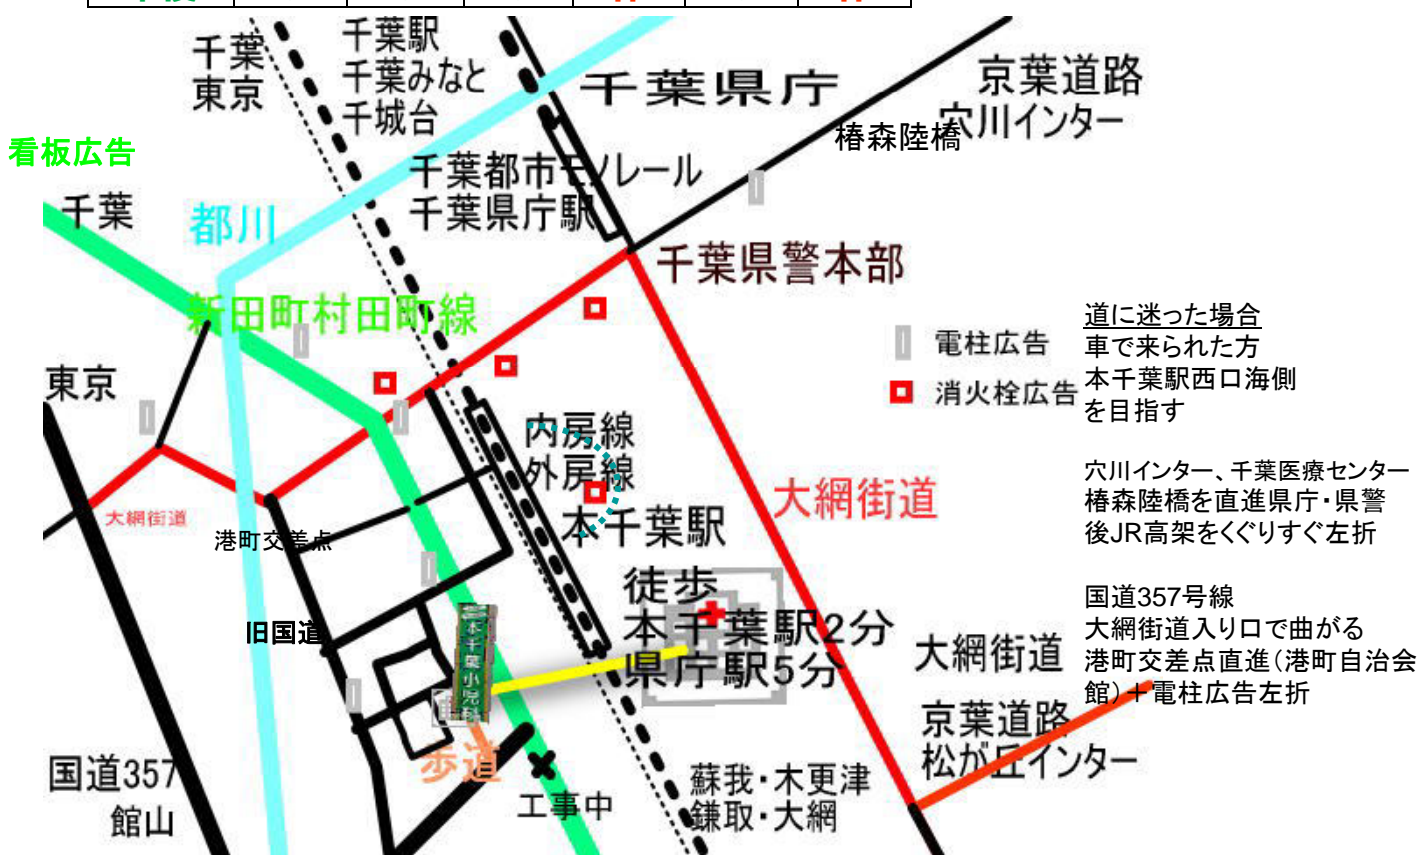 千葉
東京
千葉駅
千葉みなと
千城台
千葉県庁
京葉道路
穴川インター
椿森陸橋
看板広告
千葉
都川
千葉都市モノレール
千葉県庁駅
千葉県警本部
新田町村田町線
東京
電柱広告
消火栓広告
道に迷った場合
車で来られた方
本千葉駅西口海側
を目指す
内房線
外房線
本千葉駅
大網街道
大網街道
港町交差点
穴川インター、千葉医療センター
椿森陸橋を直進県庁・県警
後JR高架をくぐりすぐ左折
旧国道
本千葉小児科
徒歩
本千葉駅2分
県庁駅5分
大網街道
京葉道路
松が丘インター
国道357号線
大網街道入り口で曲がる
港町交差点直進（港町自治会
館）＋電柱広告左折
歩道
工事中
国道357
館山
蘇我・木更津
鎌取・大網